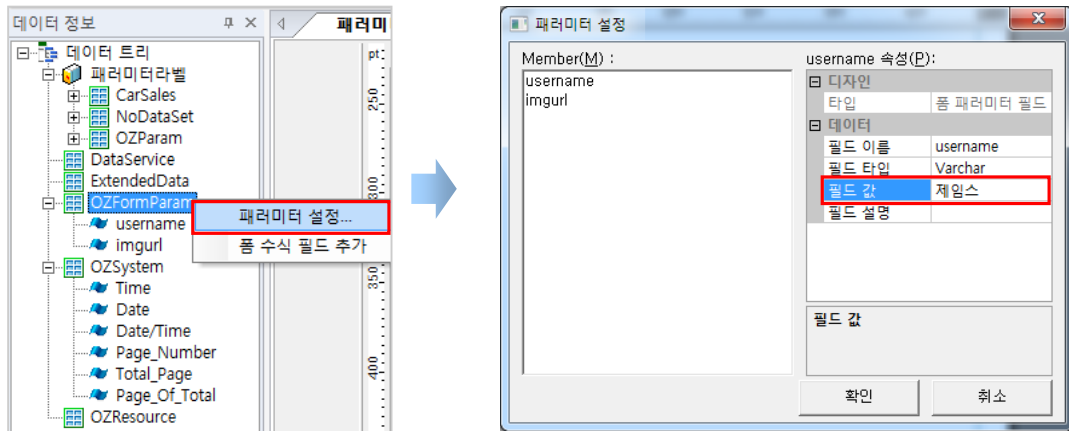 데이터 정보
패러미
데이터 트리
패러미터라벨
CarSales
NoDataSet
OZParam
DataService
ExtendedData
OZFormParam
username
imgurl
OZSystem
Time
Date
Date/Time
Page_Number
Total_Page
Page_Of_Total
OZResource
패러미터 설정...
폼 수식 필드 추가
pt:
250
300
350
400
패러미터 설정
Member(M) :
username
imgurl
username 속성(P):
디자인
타입 폼 패러미터 필드
데이터
필드 이름 username
필드 타입 Varchar
필드 값 제임스
필드 설명
필드 값
확인 취소